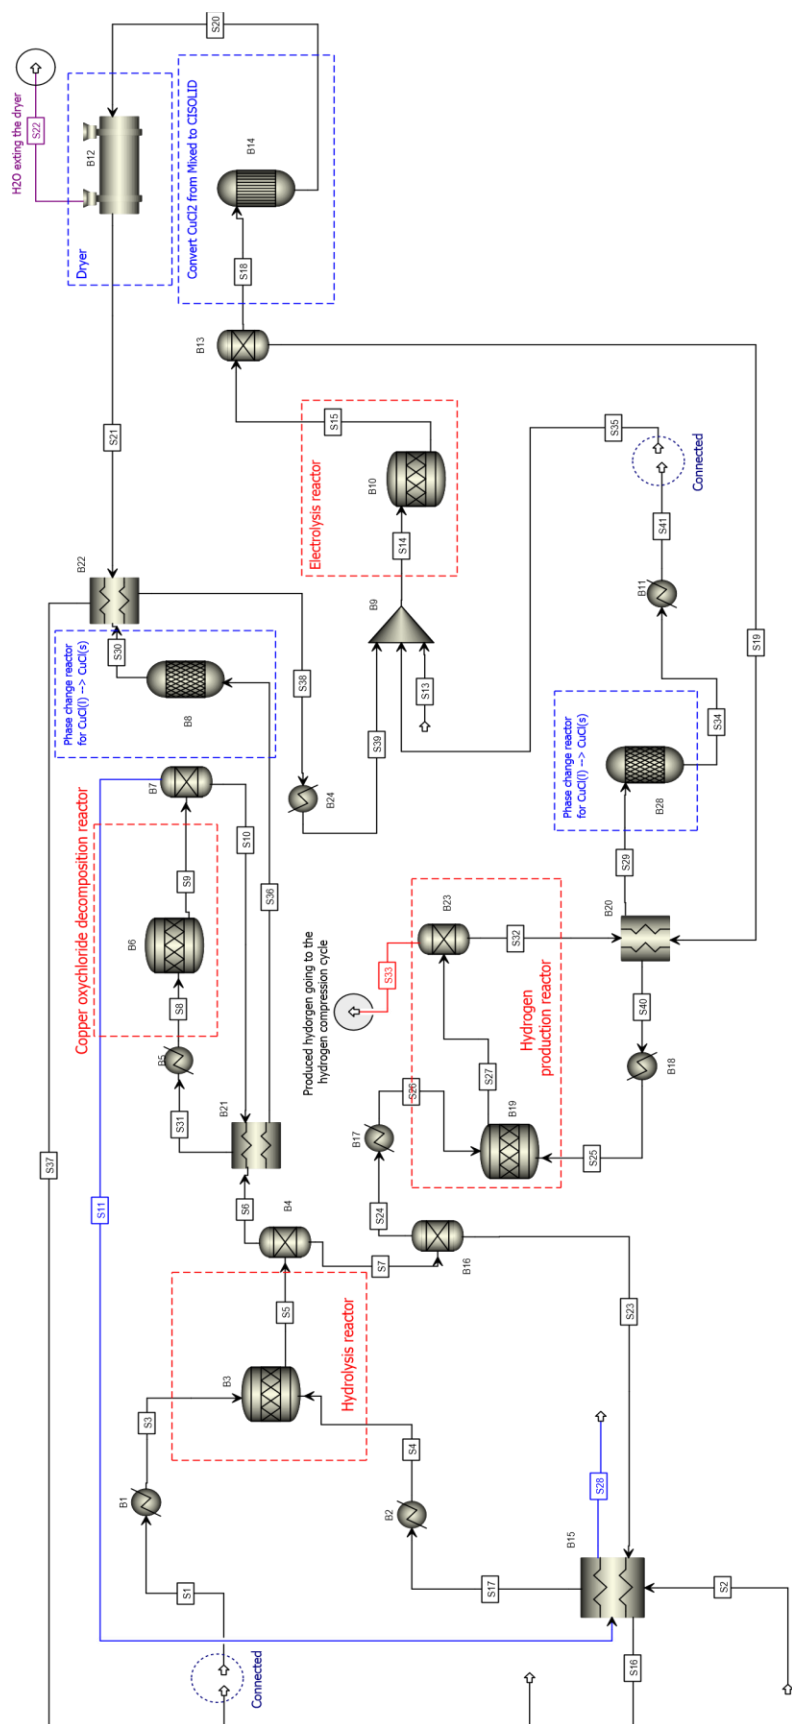 S20
S22
H2O exting the dryer
B12
Dryer
B14
Convert CuCl2 from Mixed to CISOLID
S18
B13
S21
S15
B10
Electrolysis reactor
S14
S35
Connected
S41
B11
S19
B22
S30
Phase change reactor
for CuCl(l) --> CuCl(s)
B8
S38
B9
S13
S39
B24
S37
B7
S10
S9
S36
Copper oxychloride decomposition reactor
B6
S8
B5
S31
B21
S6
S11
S34
Phase change reactor
for CuCl(l) --> CuCl(s)
B28
S29
B20
S40
B18
S25
B23
S32
S33
Produced hydorgen going to the
hydrogen compression cycle
Hydrogen
production reactor
S27
B19
S26
B17
S24
B16
S7
B4
S5
B3
Hydrolysis reactor
S3
B1
S1
Connected
S4
B2
S17
S23
S28
B15
S2
S16